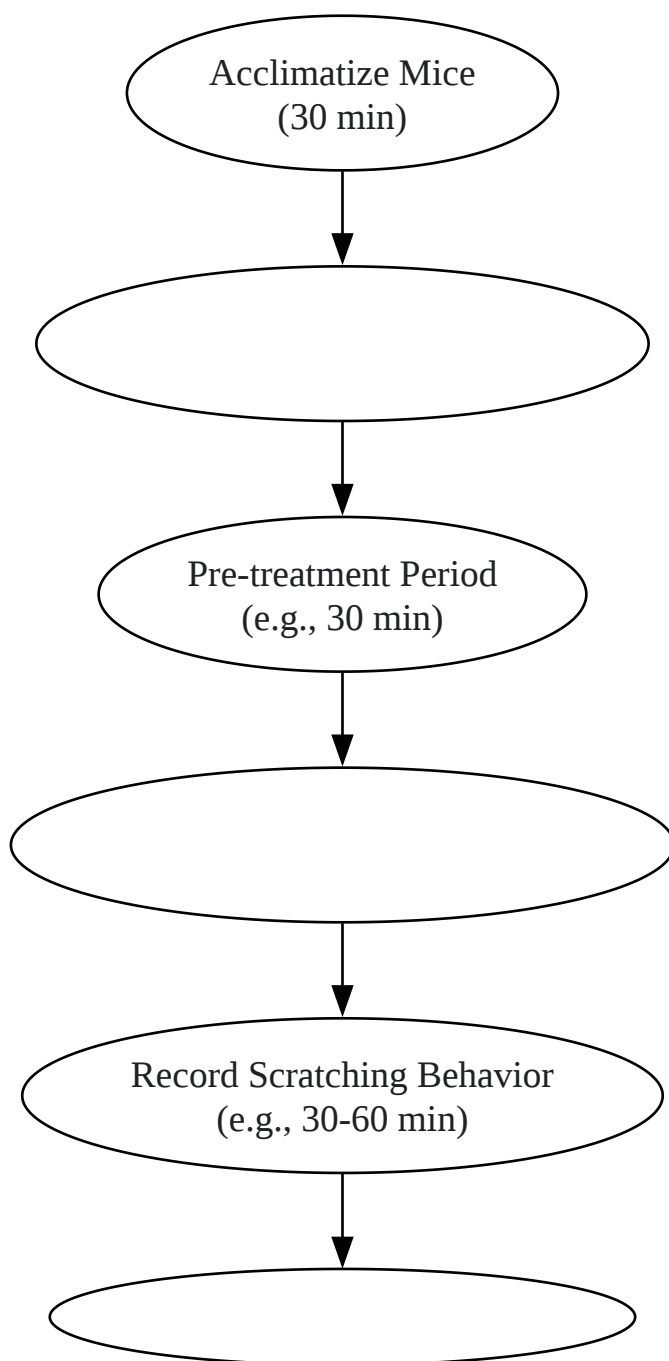 Acclimatize Mice
(30 min)
Pre-treatment Period
(e.g., 30 min)
Record Scratching Behavior
(e.g., 30-60 min)